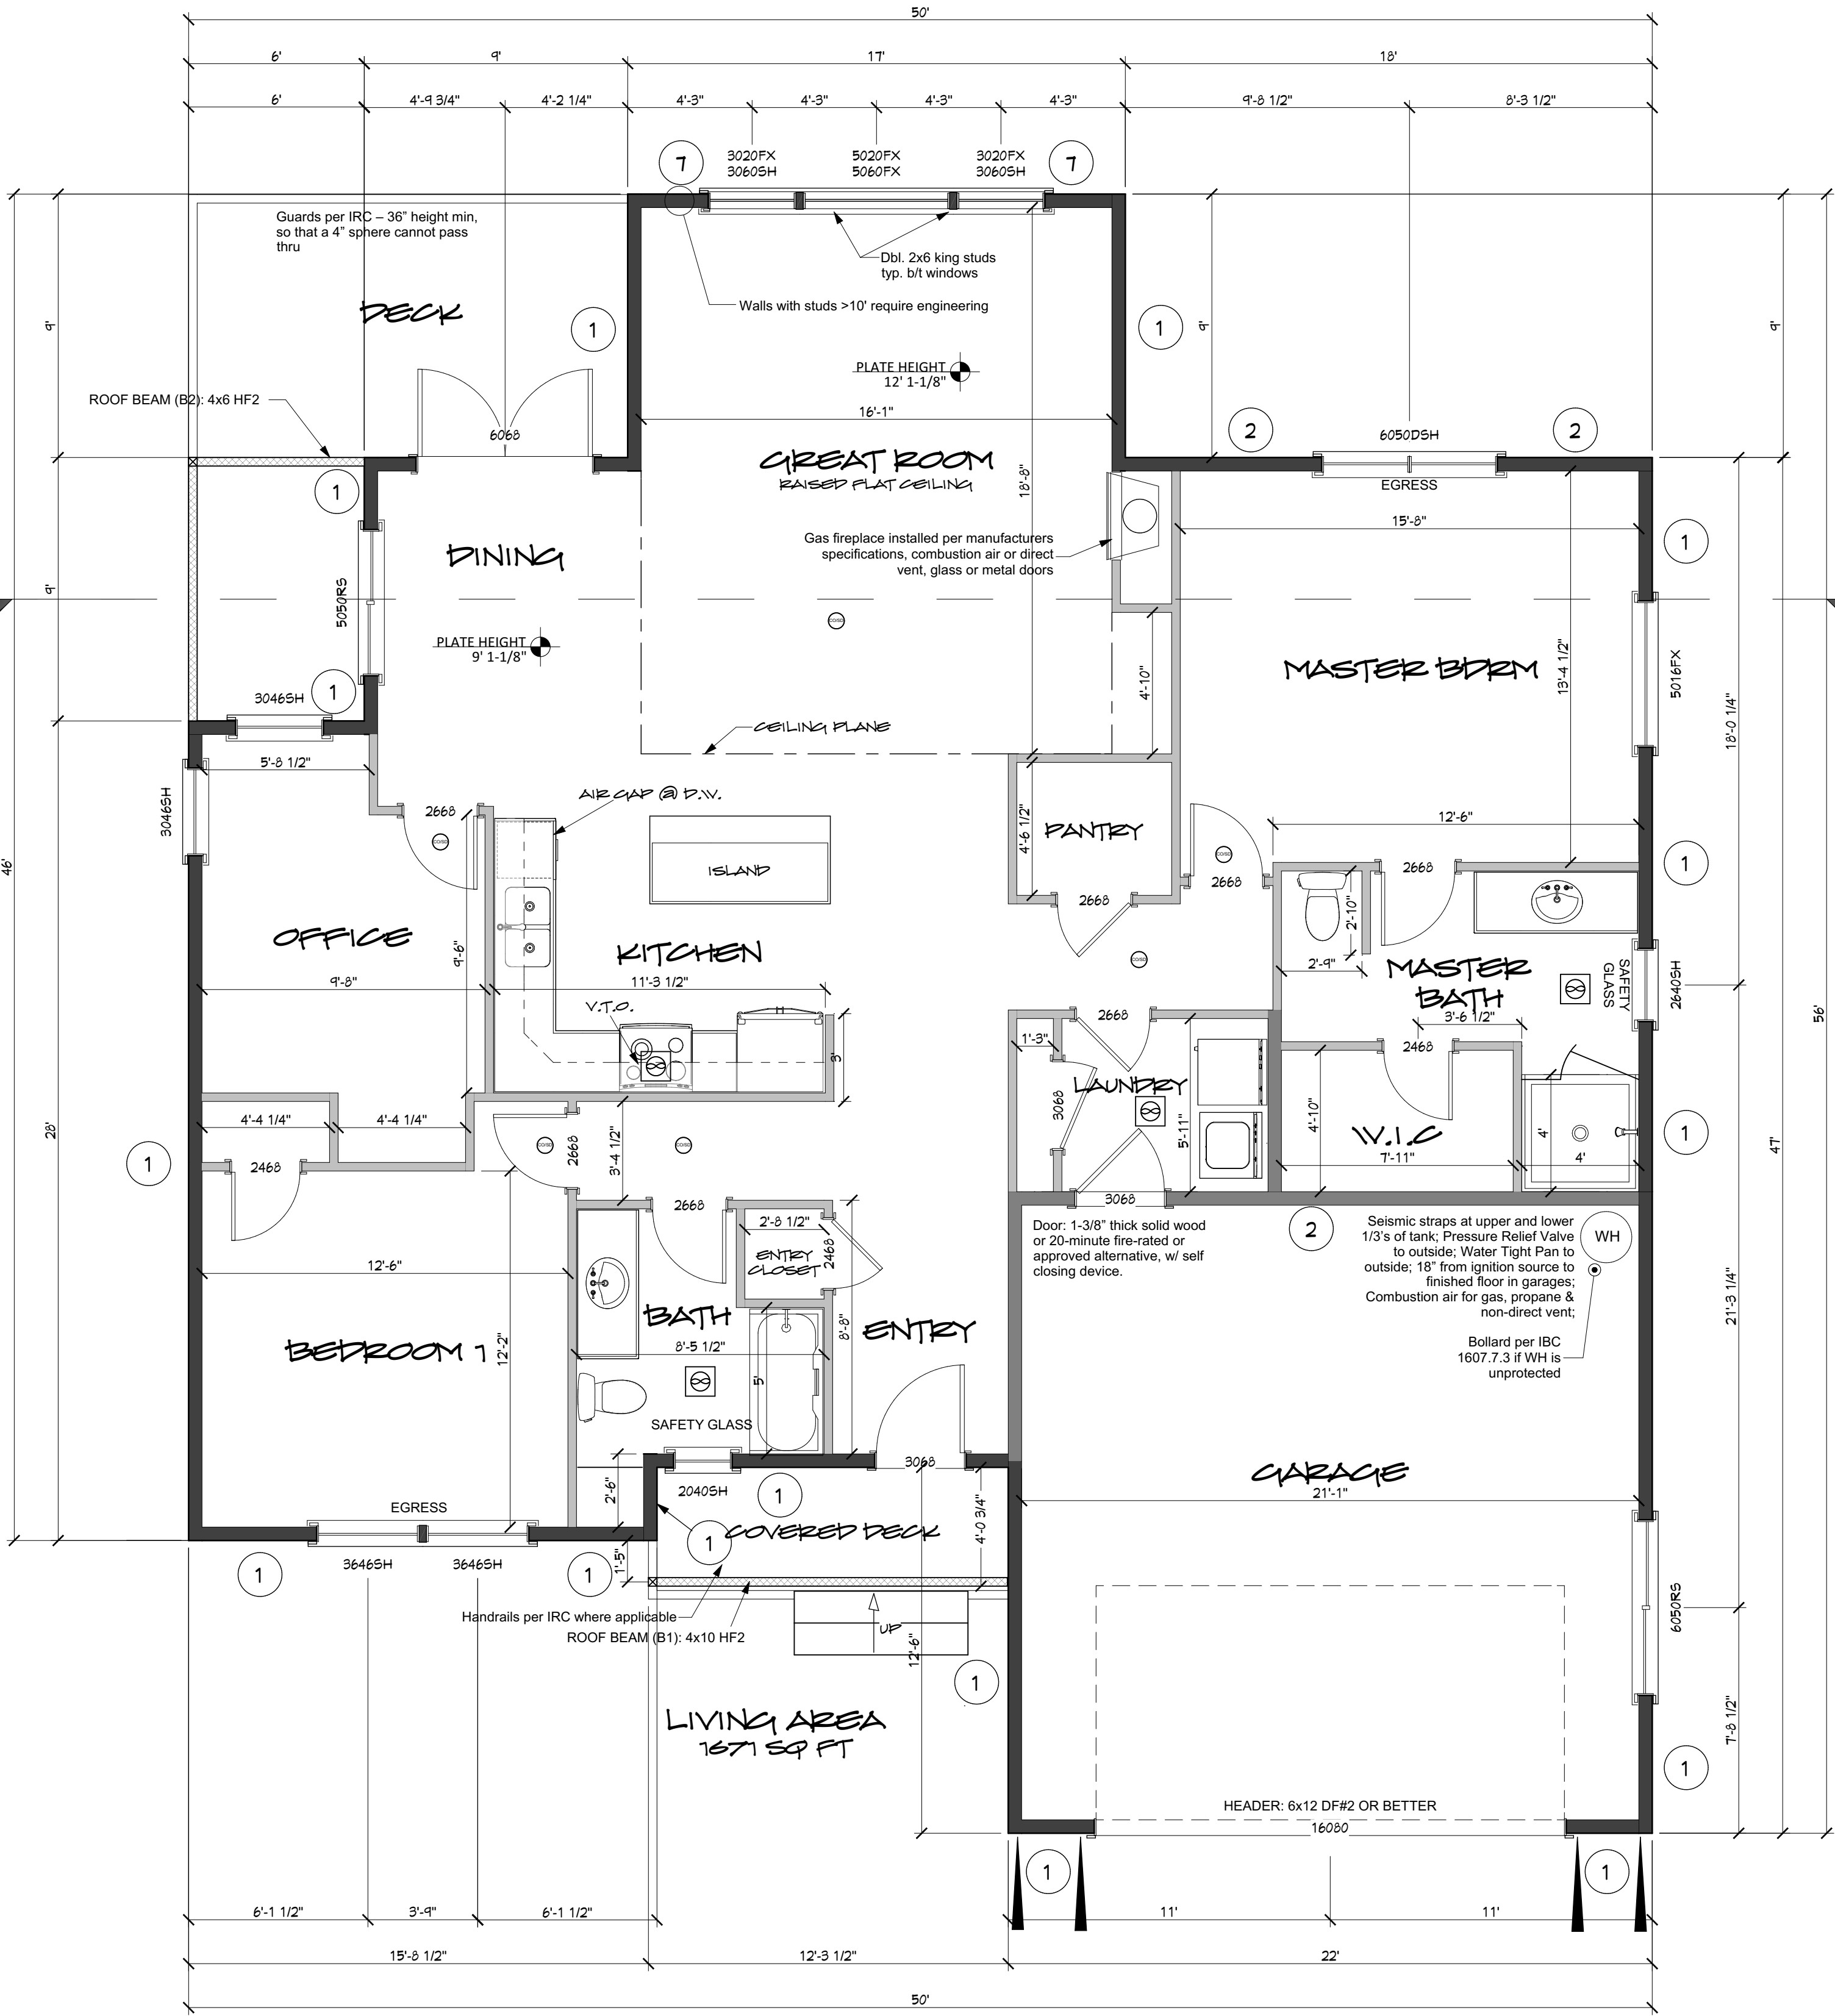 50'
6'
9'
17'
18'
6'
4'-9 3/4"
4'-2 1/4"
4'-3"
4'-3"
4'-3"
4'-3"
9'-8 1/2"
8'-3 1/2"
7
3020FX
3060SH
5020FX
5060FX
3020FX
3060SH
7
Guards per IRC – 36" height min,
so that a 4" sphere cannot pass
thru
Dbl. 2x6 king studs
typ. b/t windows
Walls with studs >10' require engineering
DECK
1
1
9'
9'
9'
PLATE HEIGHT
12' 1-1/8"
ROOF BEAM (B2): 4x6 HF2
16'-1"
6068
2
6050DSH
2
EGRESS
GREAT ROOM
RAISED FLAT CEILING
18'-8"
1
15'-8"
1
DINING
Gas fireplace installed per manufacturers
specifications, combustion air or direct
vent, glass or metal doors
9'
5050RS
CO/SD
PLATE HEIGHT
9' 1-1/8"
MASTER BDRM
13'-4 1/2"
5016FX
18'-0 1/4"
4'-10"
3046SH
1
CEILING PLANE
5'-8 1/2"
3046SH
AIR GAP @ D.W.
2668
CO/SD
46'
ISLAND
PANTRY
4'-6 1/2"
2668
12'-6"
CO/SD
2668
2668
1
2'-10"
OFFICE
9'-6"
9'-8"
KITCHEN
11'-3 1/2"
V.T.O.
CO/SD
2'-9"
MASTER
BATH
SAFETY
GLASS
2640SH
3'-6 1/2"
56'
2668
2468
1'-3"
3'
LAUNDRY
3068
5'-11"
4'-10"
W.I.C
7'-11"
4'
4'
1
47'
28'
4'-4 1/4"
4'-4 1/4"
1
2468
CO/SD
2668
3'-4 1/2"
CO/SD
2668
3068
2
Door: 1-3/8" thick solid wood
or 20-minute fire-rated or
approved alternative, w/ self
closing device.
Seismic straps at upper and lower
1/3's of tank; Pressure Relief Valve
to outside; Water Tight Pan to
outside; 18" from ignition source to
finished floor in garages;
Combustion air for gas, propane &
non-direct vent;
WH
Bollard per IBC
1607.7.3 if WH is
unprotected
21'-3 1/4"
2'-8 1/2"
ENTRY
CLOSET
2468
12'-6"
BEDROOM 1
12'-2"
BATH
8'-5 1/2"
5'
8'-8"
ENTRY
SAFETY GLASS
3068
GARAGE
21'-1"
2'-6"
2040SH
1
EGRESS
COVERED DECK
4'-0 3/4"
1
3646SH
3646SH
1
1
1'-5"
Handrails per IRC where applicable
ROOF BEAM (B1): 4x10 HF2
UP
12'-6"
6050RS
1
LIVING AREA
1671 SQ FT
7'-8 1/2"
1
HEADER: 6x12 DF#2 OR BETTER
16080
1
1
6'-1 1/2"
3'-9"
6'-1 1/2"
11'
11'
15'-8 1/2"
12'-3 1/2"
22'
50'